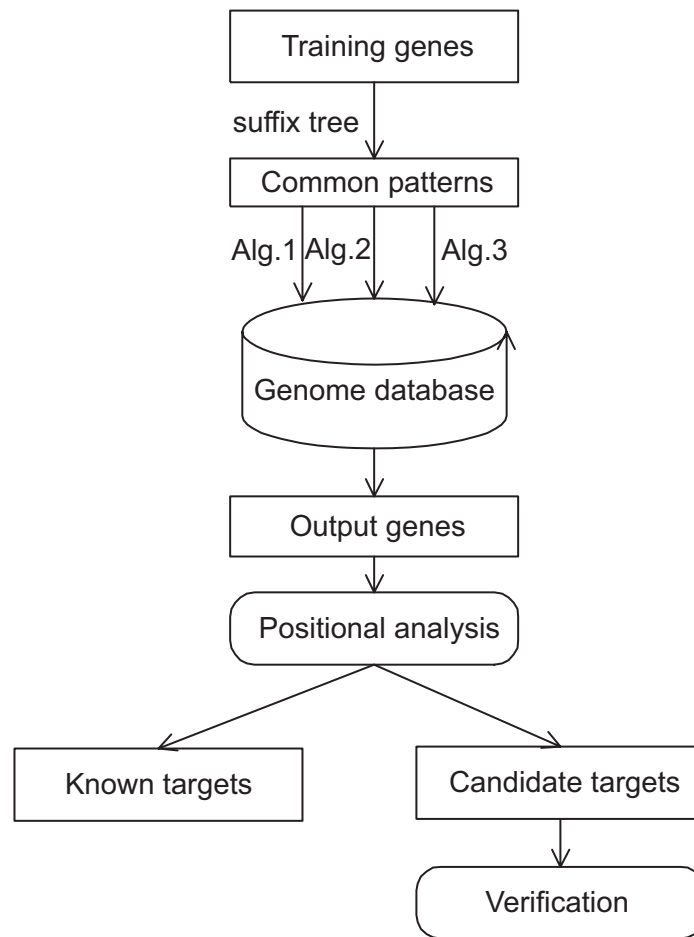 Training genes
suffix tree
Common patterns
Alg.1 Alg.2 Alg.3
Genome database
Output genes
Positional analysis
Known targets
Candidate targets
Verification